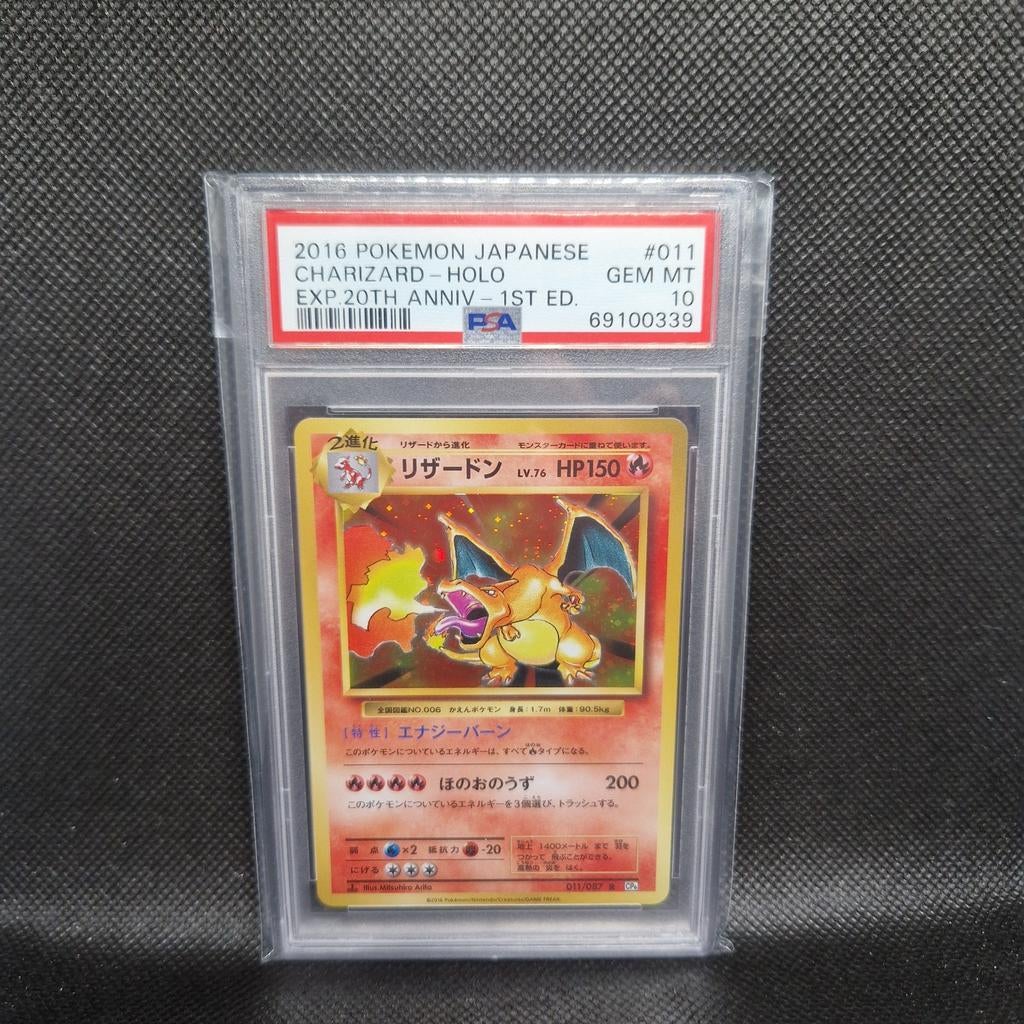 2016 POKEMON JAPANESE #011
CHARIZARD - HOLO GEM MT
EXP.20TH ANNIV - 1ST ED. 10
PSA 69100339
2進化 リザードから進化 モンスターカードに重ねて使います。
リザードン LV.76 HP150
全国図鑑NO.006 かえんポケモン 身長:1.7m 体重:90.5kg
[特性] エナジーバーン
このポケモンについているエネルギーは、すべてタイプになる。
ほのおのうず 200
このポケモンについているエネルギーを3個選び、トラッシュする。
弱点 ×2 抵抗力 -20
にげる
地上 1400メートル まで 羽を
つかって 飛ぶことができる。
高熱の 炎を はく。
Illus.Mitsuhiro Arita 011/087 R CP6
©2016 Pokémon/Nintendo/Creatures/GAME FREAK.